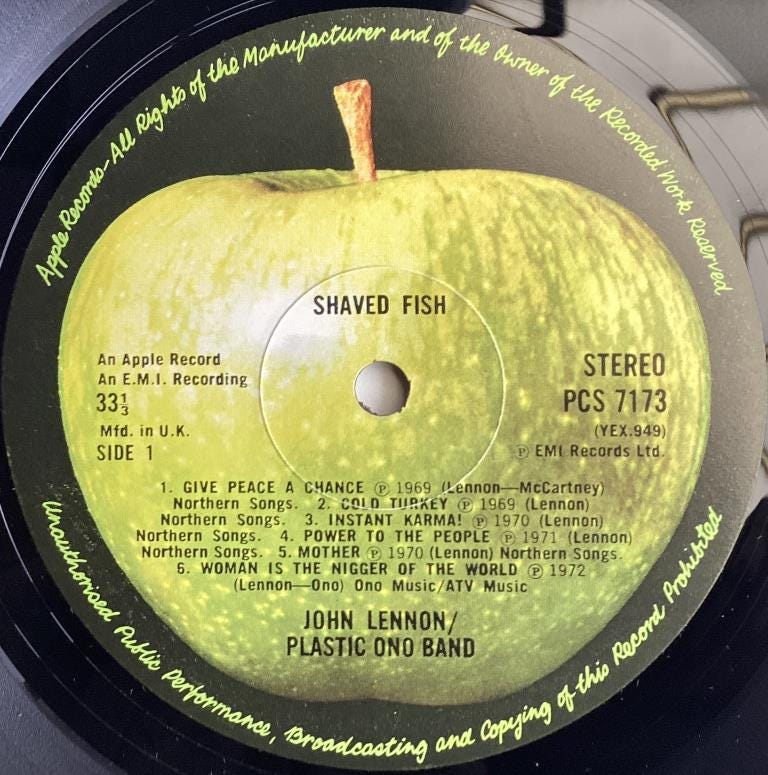 Apple Records-All Rights of the Manufacturer and of the Owner of the Recorded Work Reserved
SHAVED FISH
An Apple Record
An E.M.I. Recording
33⅓
Mfd. in U.K.
SIDE 1
STEREO
PCS 7173
(YEX.949)
Ⓟ EMI Records Ltd.
1. GIVE PEACE A CHANCE Ⓟ 1969 (Lennon—McCartney)
Northern Songs. 2. COLD TURKEY Ⓟ 1969 (Lennon)
Northern Songs. 3. INSTANT KARMA! Ⓟ 1970 (Lennon)
Northern Songs. 4. POWER TO THE PEOPLE Ⓟ 1971 (Lennon)
Northern Songs. 5. MOTHER Ⓟ 1970 (Lennon) Northern Songs.
6. WOMAN IS THE NIGGER OF THE WORLD Ⓟ 1972
(Lennon—Ono) Ono Music/ATV Music
JOHN LENNON/
PLASTIC ONO BAND
Unauthorised Public Performance, Broadcasting and Copying of this Record Prohibited